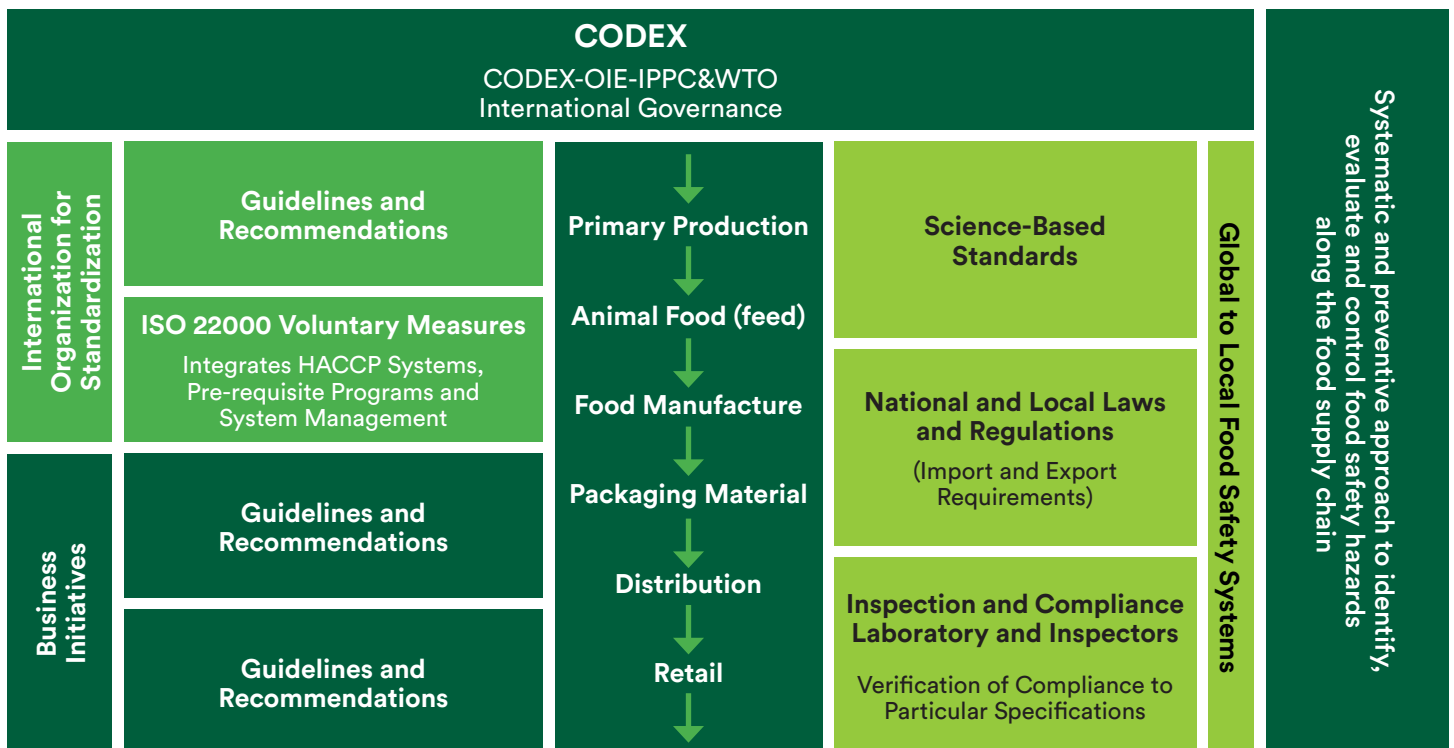 CODEX
CODEX-OIE-IPPC&WTO
International Governance
International
Organization for
Standardization
Guidelines and
Recommendations
ISO 22000 Voluntary Measures
Integrates HACCP Systems,
Pre-requisite Programs and
System Management
Business
Initiatives
Guidelines and
Recommendations
Guidelines and
Recommendations
Primary Production
Animal Food (feed)
Food Manufacture
Packaging Material
Distribution
Retail
Science-Based
Standards
National and Local Laws
and Regulations
(Import and Export
Requirements)
Inspection and Compliance
Laboratory and Inspectors
Verification of Compliance to
Particular Specifications
Global to Local Food Safety Systems
Systematic and preventive approach to identify,
evaluate and control food safety hazards
along the food supply chain